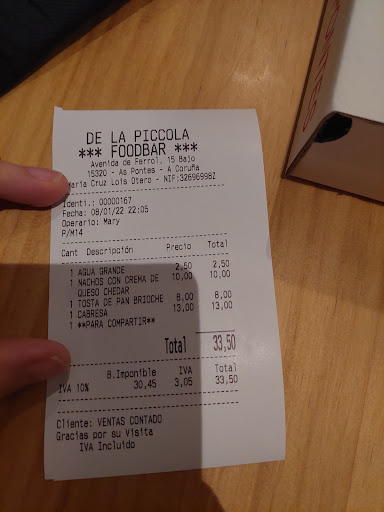 DE LA PICCOLA
*** FOODBAR ***
Avenida de Ferrol, 15 Bajo
15320 - As Pontes - A Coruña
Maria Cruz Lois Otero - NIF:32696998Z
Identi.: 00000167
Fecha: 08/01/22 22:05
Operario: Mary
P/M14
Cant Descripción Precio Total
1 AGUA GRANDE 2,50 2,50
1 NACHOS CON CREMA DE 10,00 10,00
QUESO CHEDAR
1 TOSTA DE PAN BRIOCHE 8,00 8,00
1 CABRESA 13,00 13,00
1 **PARA COMPARTIR**
Total 33,50
B.Imponible IVA Total
IVA 10% 30,45 3,05 33,50
Cliente: VENTAS CONTADO
Gracias por su Visita
IVA Incluido